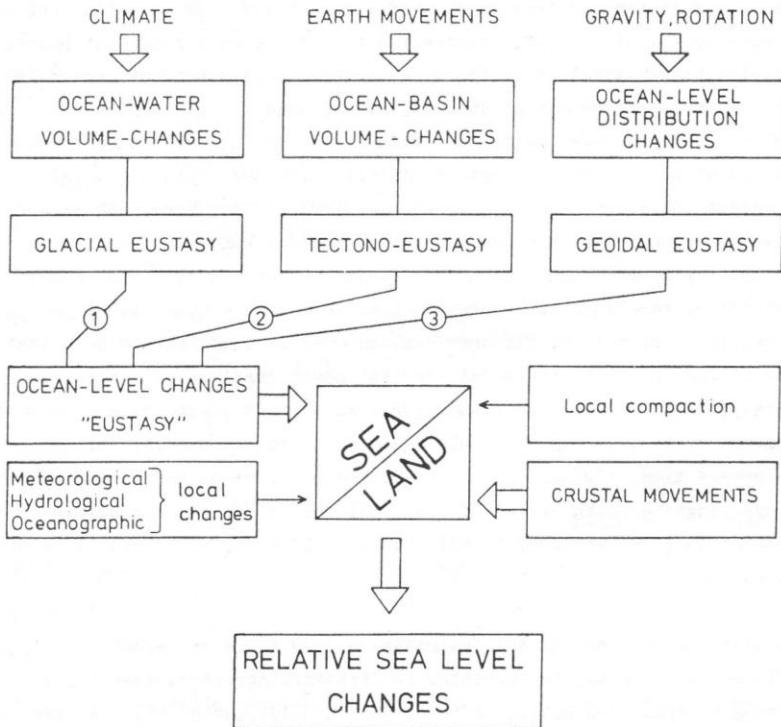 CLIMATE
EARTH MOVEMENTS
GRAVITY, ROTATION
OCEAN-WATER
VOLUME-CHANGES
OCEAN-BASIN
VOLUME-CHANGES
OCEAN-LEVEL
DISTRIBUTION
CHANGES
GLACIAL EUSTASY
TECTONO-EUSTASY
GEOIDAL EUSTASY
1
2
3
OCEAN-LEVEL CHANGES
"EUSTASY"
Meteorological
Hydrological
Oceanographic
local
changes
SEA
LAND
Local compaction
CRUSTAL MOVEMENTS
RELATIVE SEA LEVEL
CHANGES